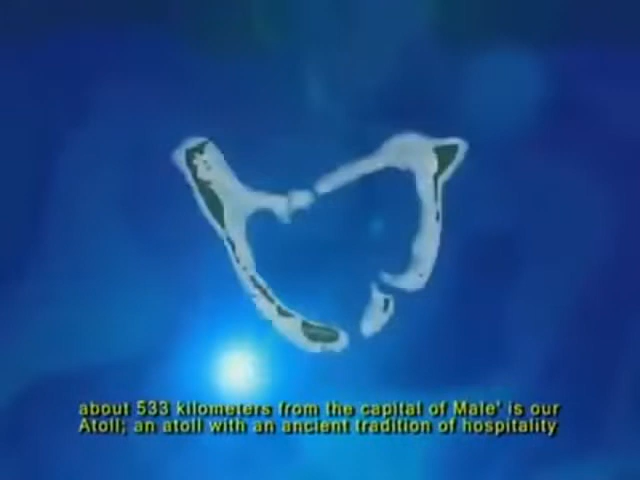 about 533 kilometers from the capital of Male' is our
Atoll; an atoll with an ancient tradition of hospitality